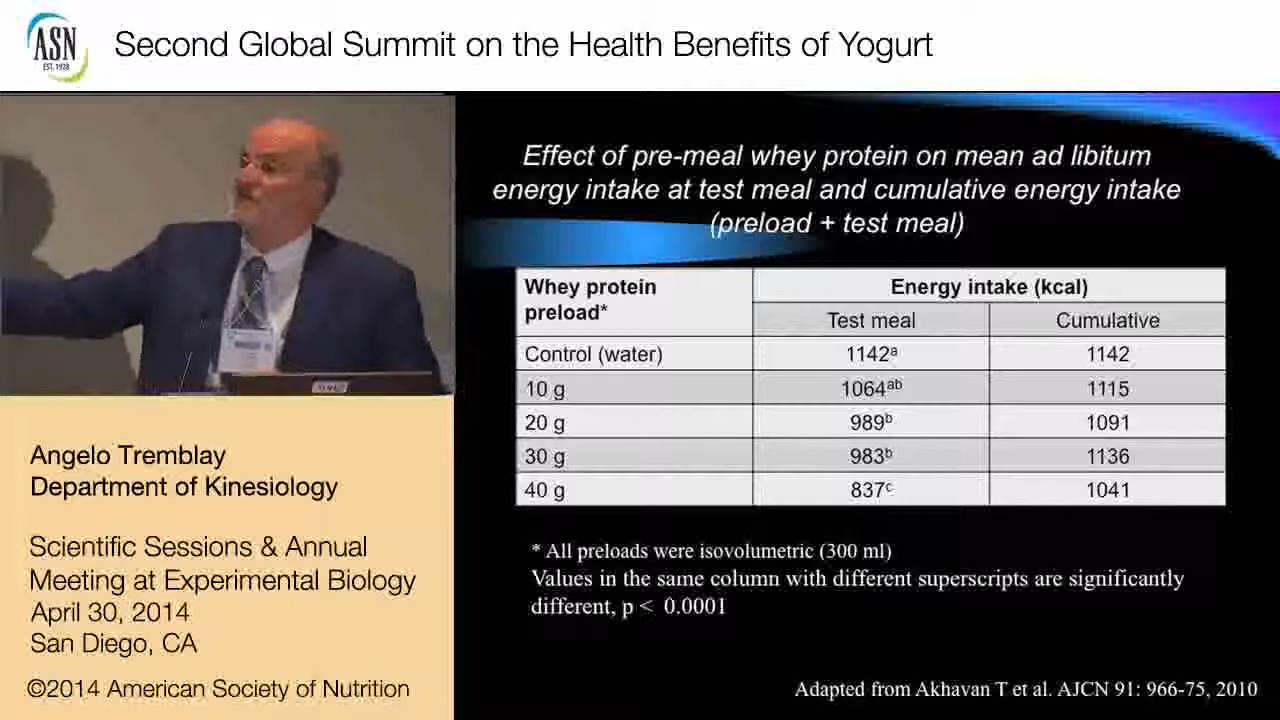 ASN
EST. 1928
Second Global Summit on the Health Benefits of Yogurt
Effect of pre-meal whey protein on mean ad libitum
energy intake at test meal and cumulative energy intake
(preload + test meal)
Whey protein preload* Energy intake (kcal)
Test meal Cumulative
Control (water) 1142ᵃ 1142
10 g 1064ᵃᵇ 1115
20 g 989ᵇ 1091
30 g 983ᵇ 1136
40 g 837ᶜ 1041
* All preloads were isovolumetric (300 ml)
Values in the same column with different superscripts are significantly
different, p < 0.0001
Adapted from Akhavan T et al. AJCN 91: 966-75, 2010
Angelo Tremblay
Department of Kinesiology
Scientific Sessions & Annual
Meeting at Experimental Biology
April 30, 2014
San Diego, CA
©2014 American Society of Nutrition